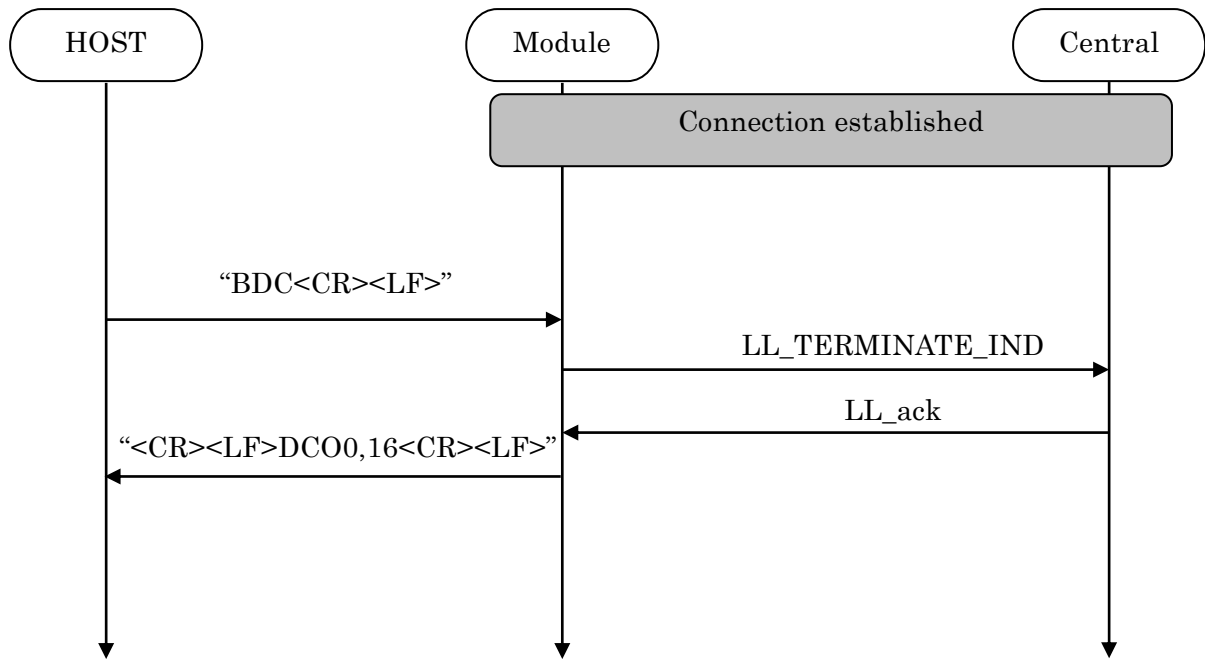 HOST
Module
Central
Connection established
“BDC<CR><LF>”
LL_TERMINATE_IND
LL_ack
“<CR><LF>DCO0,16<CR><LF>”